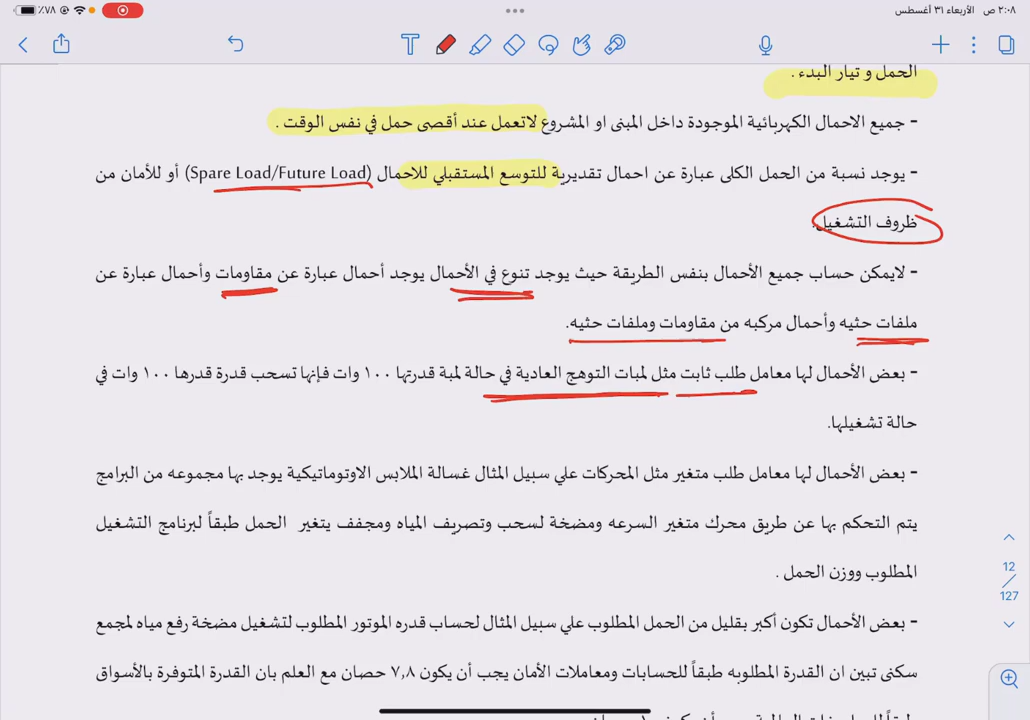 ٢:٠٨ ص الأربعاء ٣١ أغسطس
٪٧٨
الحمل و تيار البدء .
- جميع الاحمال الكهربائية الموجودة داخل المبنى او المشروع لاتعمل عند أقصى حمل في نفس الوقت .
- يوجد نسبة من الحمل الكلى عبارة عن احمال تقديرية للتوسع المستقبلي للاحمال (Spare Load/Future Load) أو للأمان من
ظروف التشغيل.
- لايمكن حساب جميع الأحمال بنفس الطريقة حيث يوجد تنوع في الأحمال يوجد أحمال عبارة عن مقاومات وأحمال عبارة عن
ملفات حثيه وأحمال مركبه من مقاومات وملفات حثيه.
- بعض الأحمال لها معامل طلب ثابت مثل لمبات التوهج العادية في حالة لمبة قدرتها ١٠٠ وات فإنها تسحب قدرة قدرها ١٠٠ وات في
حالة تشغيلها.
- بعض الأحمال لها معامل طلب متغير مثل المحركات علي سبيل المثال غسالة الملابس الاوتوماتيكية يوجد بها مجموعه من البرامج
يتم التحكم بها عن طريق محرك متغير السرعه ومضخة لسحب وتصريف المياه ومجفف يتغير الحمل طبقاً لبرنامج التشغيل
المطلوب ووزن الحمل .
12
127
- بعض الأحمال تكون أكبر بقليل من الحمل المطلوب علي سبيل المثال لحساب قدره الموتور المطلوب لتشغيل مضخة رفع مياه لمجمع
سكنى تبين ان القدرة المطلوبه طبقاً للحسابات ومعاملات الأمان يجب أن يكون ٧,٨ حصان مع العلم بان القدرة المتوفرة بالأسواق